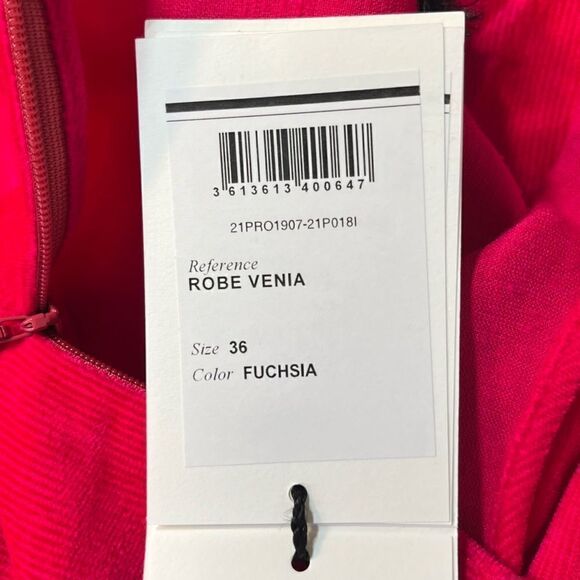 3 613613 400647
21PRO1907-21P018I
Reference
ROBE VENIA
Size 36
Color FUCHSIA